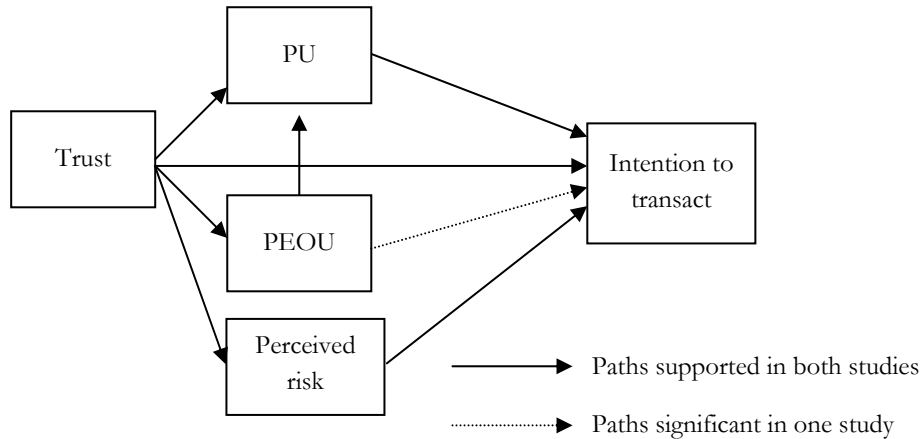 PU
Trust
Intention to
transact
PEOU
Perceived
risk
Paths supported in both studies
Paths significant in one study